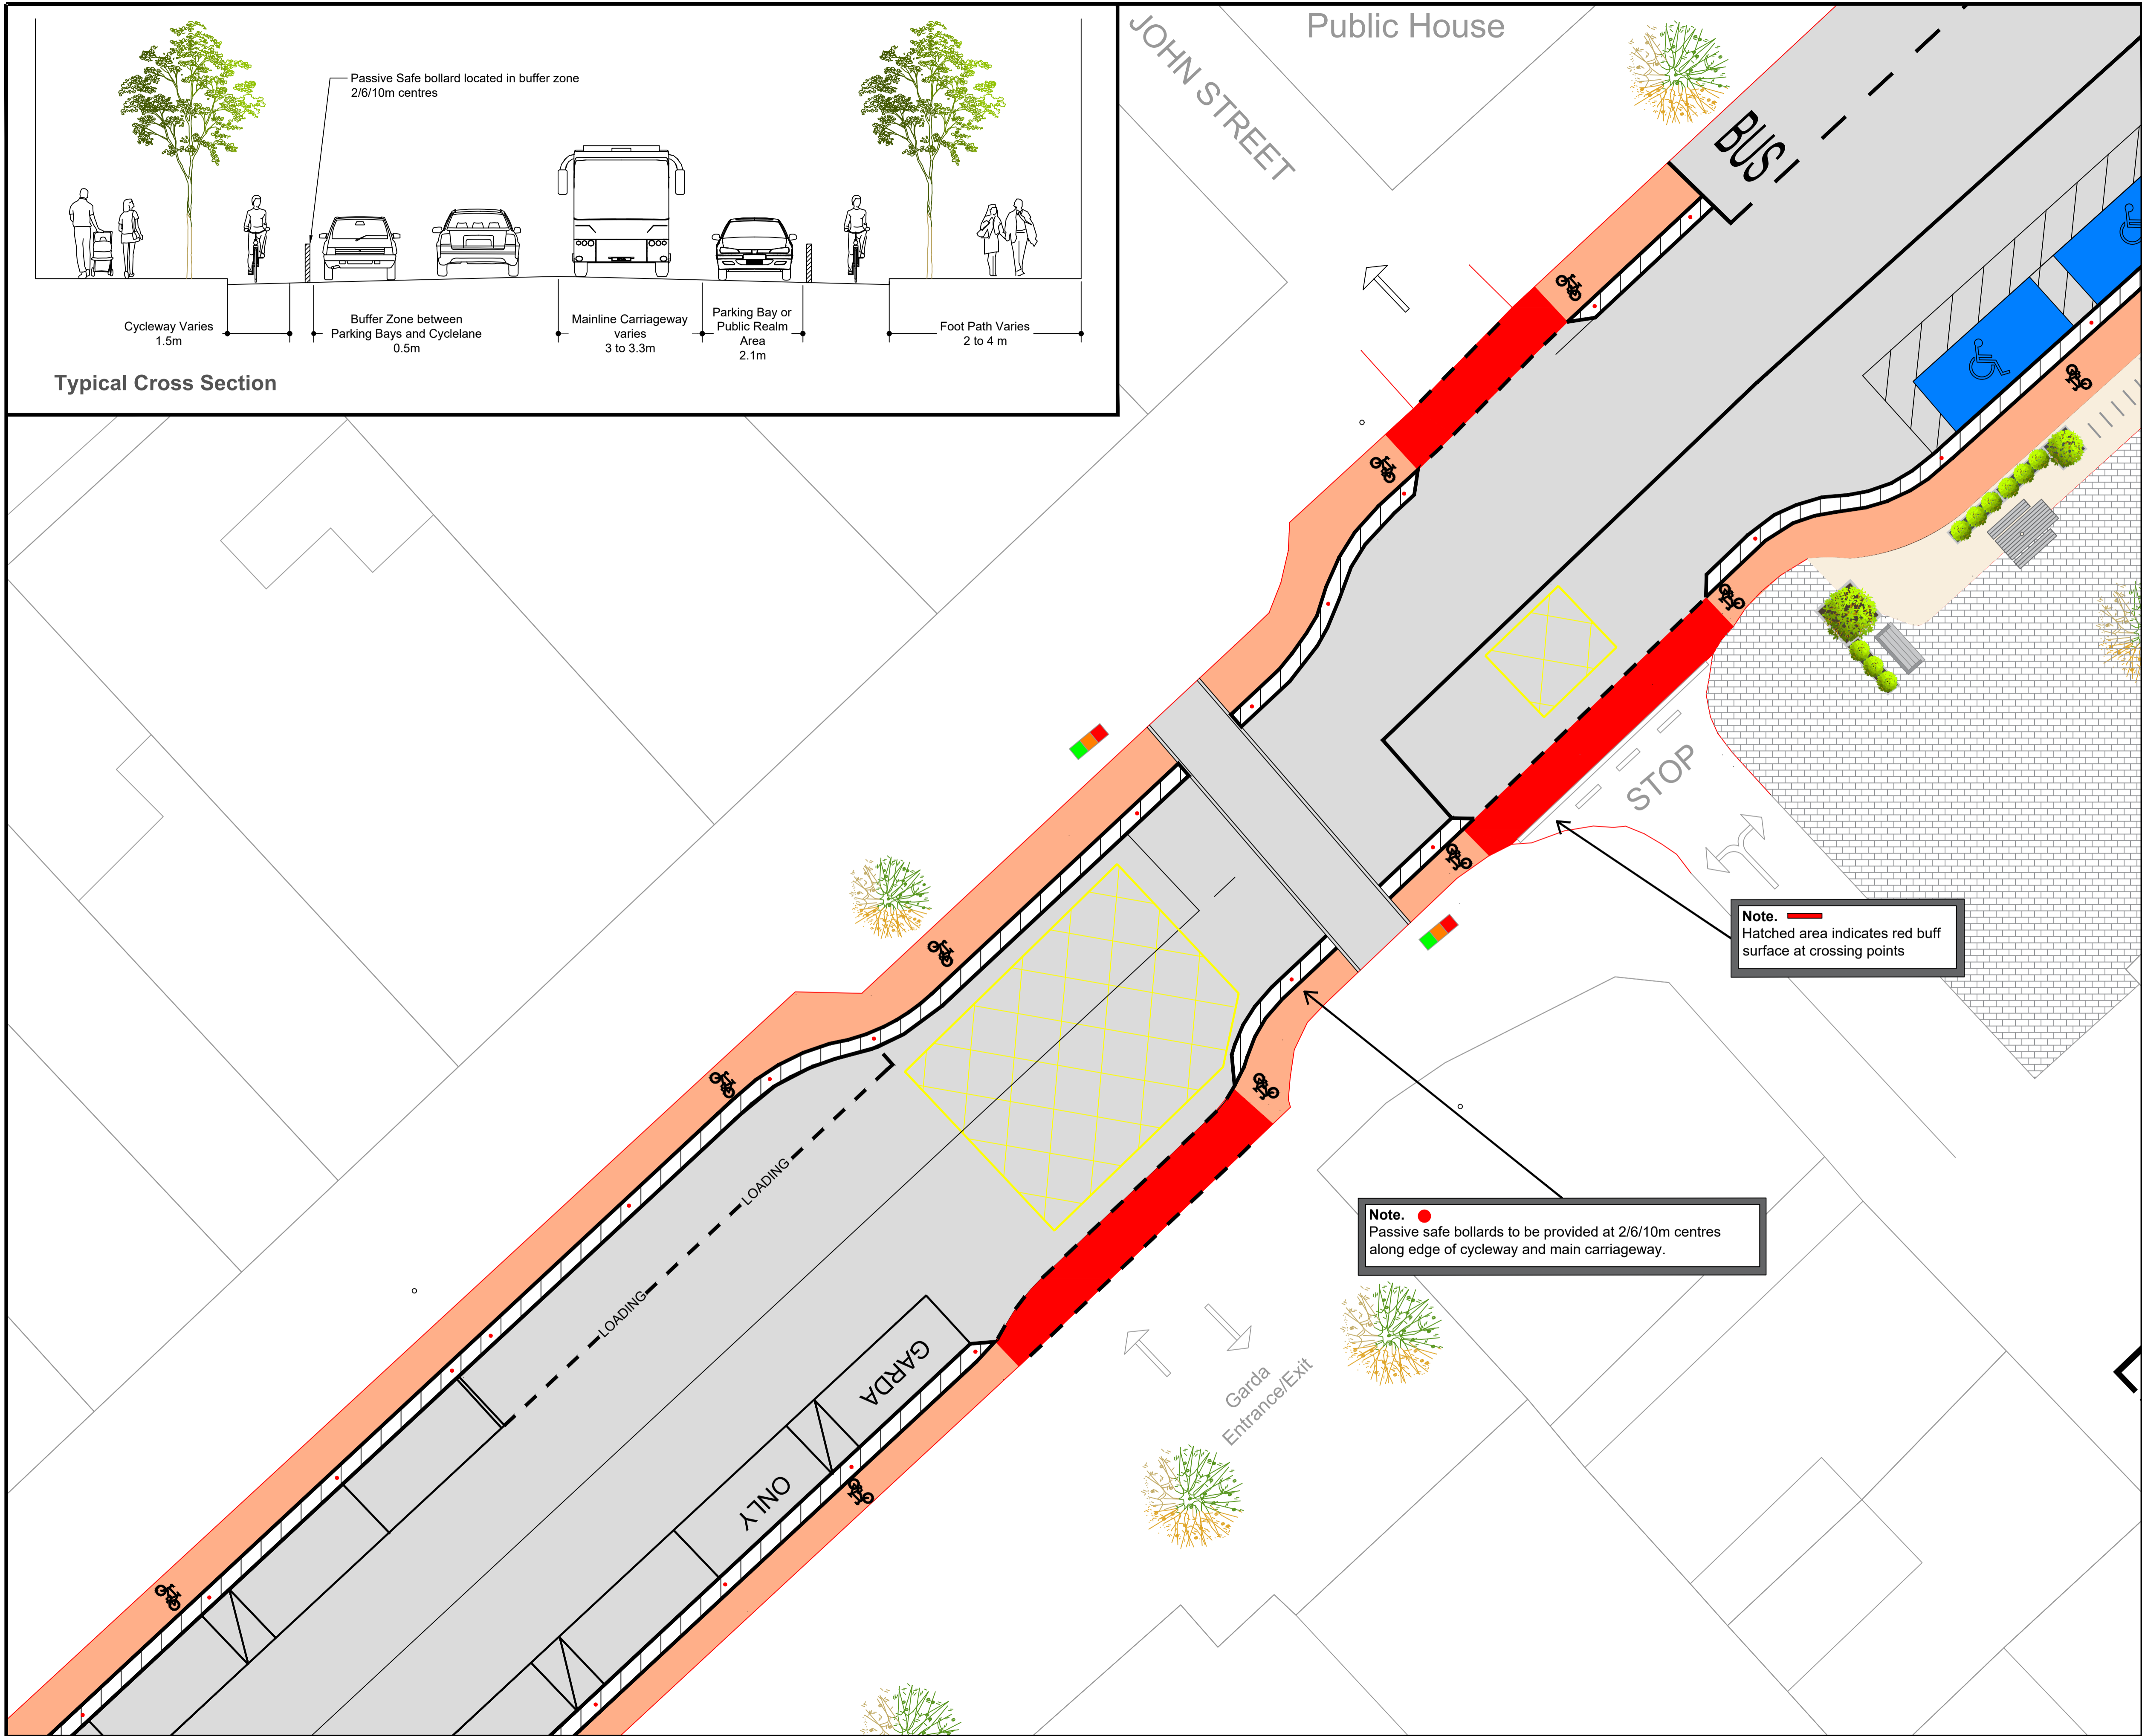 Passive Safe bollard located in buffer zone
2/6/10m centres
Cycleway Varies
1.5m
Buffer Zone between
Parking Bays and Cyclelane
0.5m
Mainline Carriageway
varies
3 to 3.3m
Parking Bay or
Public Realm
Area
2.1m
Foot Path Varies
2 to 4 m
Typical Cross Section
JOHN STREET
Public House
BUS
STOP
Note.
Hatched area indicates red buff
surface at crossing points
Note.
Passive safe bollards to be provided at 2/6/10m centres
along edge of cycleway and main carriageway.
LOADING
LOADING
GARDA
ONLY
Garda
Entrance/Exit